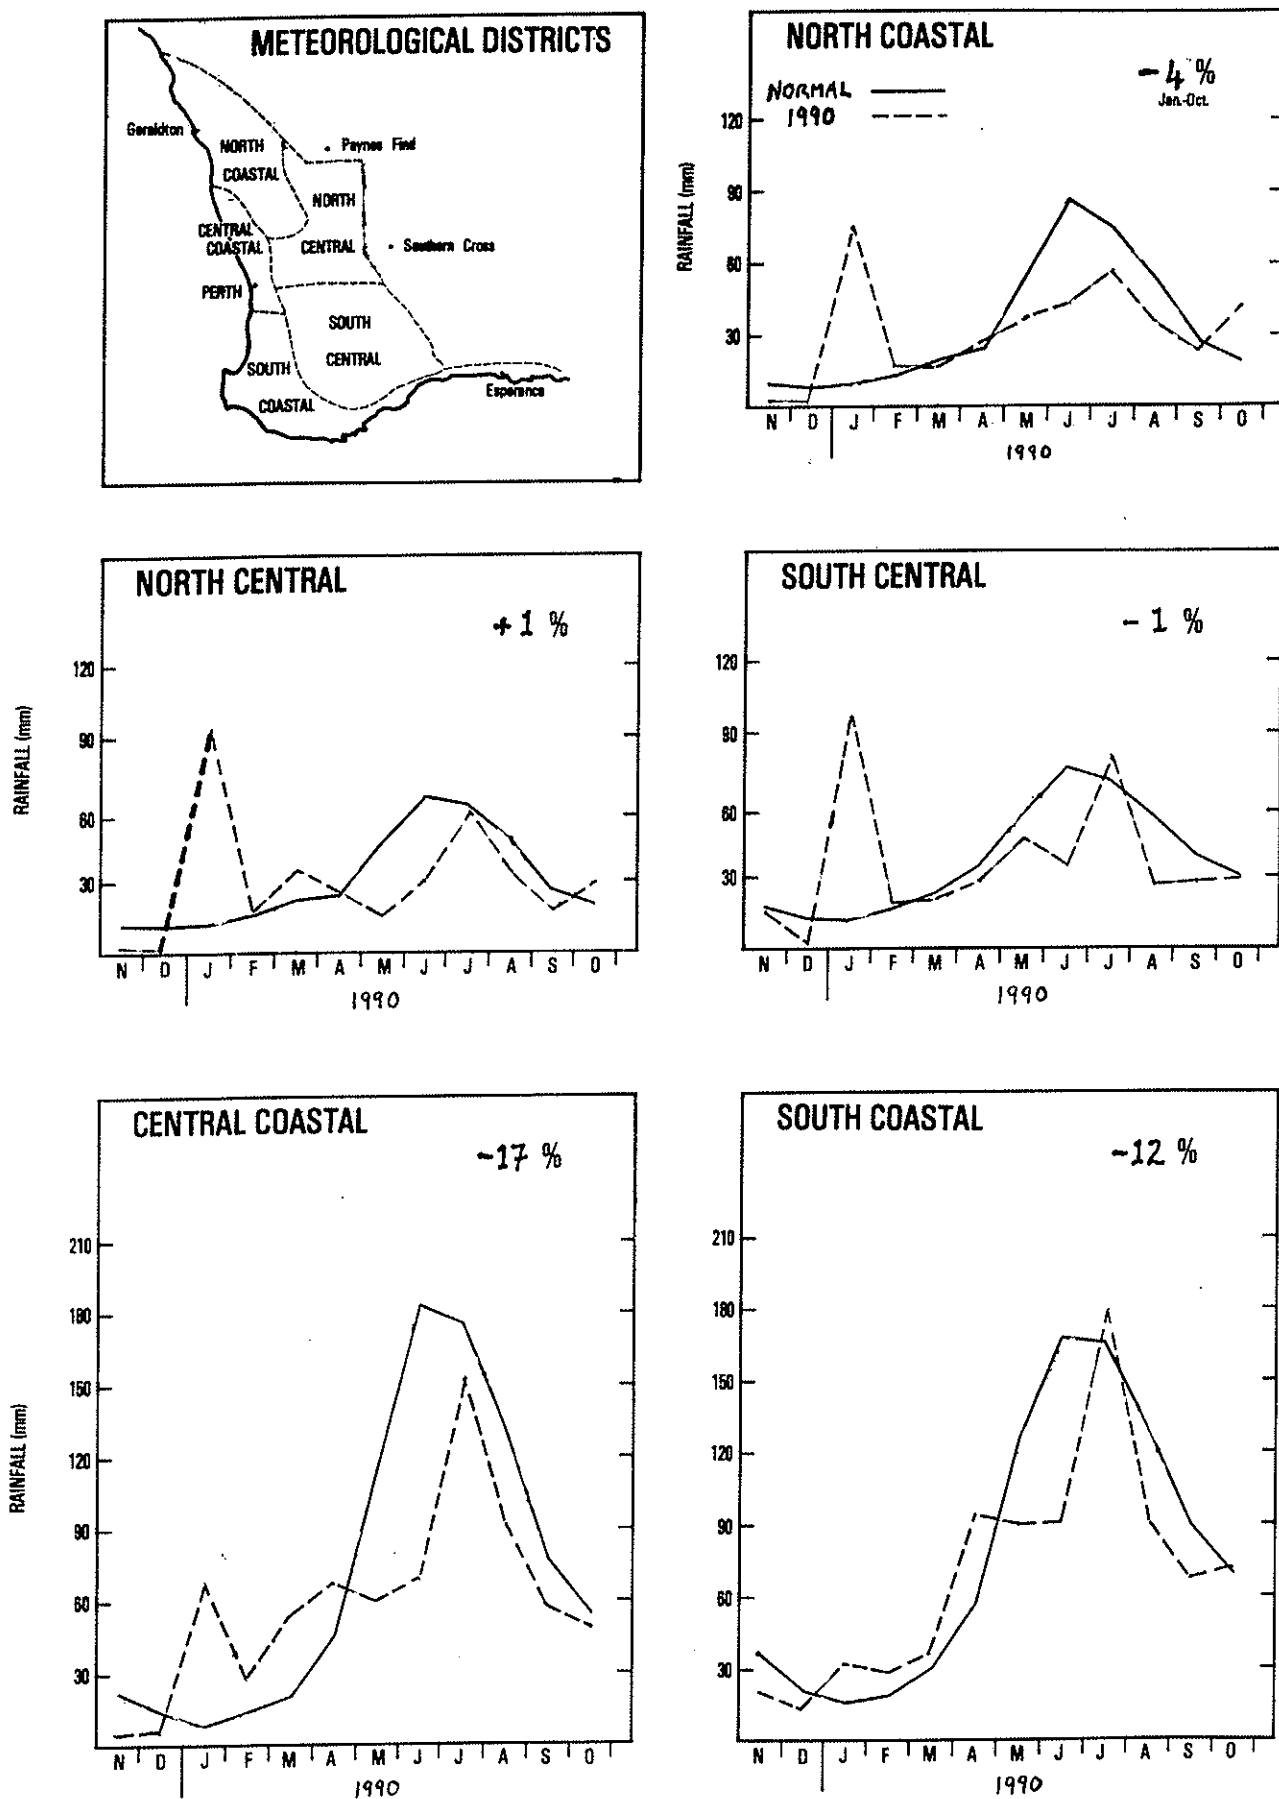 METEOROLOGICAL DISTRICTS
Geraldton
NORTH
COASTAL
Paynes Find
NORTH
CENTRAL
CENTRAL
COASTAL
Southern Cross
PERTH
SOUTH
CENTRAL
SOUTH
COASTAL
Esperance
NORTH COASTAL
-4 %
Jan.-Oct.
NORMAL
1990
RAINFALL (mm)
120
90
60
30
N D J F M A M J J A S O
1990
NORTH CENTRAL
+1 %
RAINFALL (mm)
120
90
60
30
N D J F M A M J J A S O
1990
SOUTH CENTRAL
-1 %
120
90
60
30
N D J F M A M J J A S O
1990
CENTRAL COASTAL
-17 %
RAINFALL (mm)
210
180
150
120
90
60
30
N D J F M A M J J A S O
1990
SOUTH COASTAL
-12 %
210
180
150
120
90
60
30
N D J F M A M J J A S O
1990